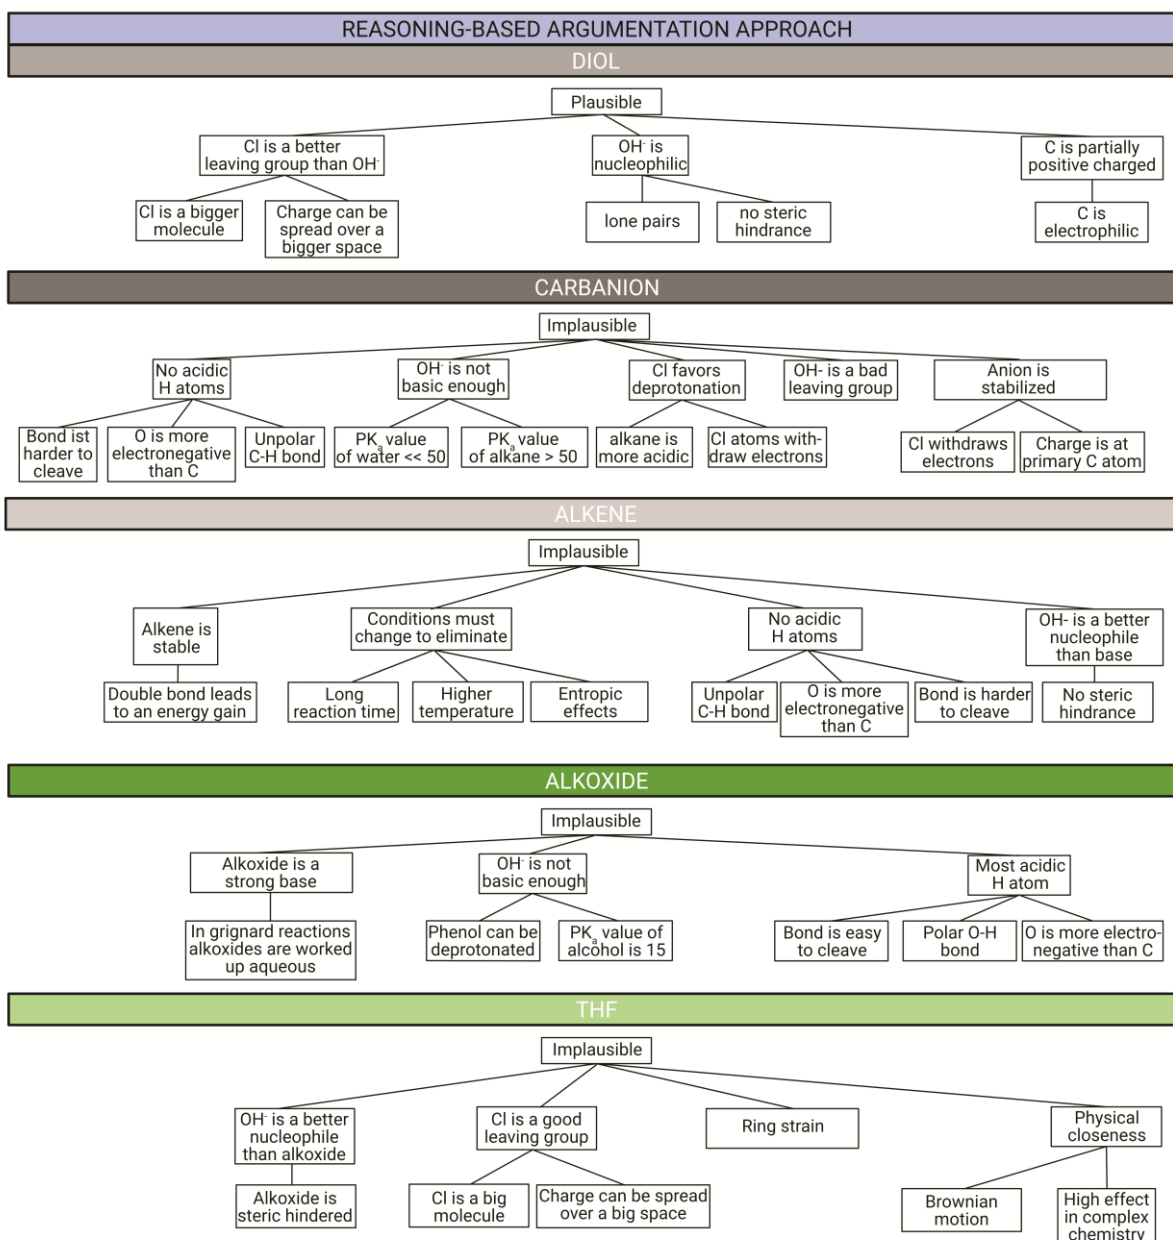 REASONING-BASED ARGUMENTATION APPROACH
DIOL
Plausible
Cl is a better
leaving group than OH⁻
OH⁻ is
nucleophilic
C is partially
positive charged
Cl is a bigger
molecule
Charge can be
spread over a
bigger space
lone pairs
no steric
hindrance
C is
electrophilic
CARBANION
Implausible
No acidic
H atoms
OH⁻ is not
basic enough
Cl favors
deprotonation
OH- is a bad
leaving group
Anion is
stabilized
Bond ist
harder to
cleave
O is more
electronegative
than C
Unpolar
C-H bond
PKₐ value
of water << 50
PKₐ value
of alkane > 50
alkane is
more acidic
Cl atoms with-
draw electrons
Cl withdraws
electrons
Charge is at
primary C atom
ALKENE
Implausible
Alkene is
stable
Conditions must
change to eliminate
No acidic
H atoms
OH- is a better
nucleophile
than base
Double bond leads
to an energy gain
Long
reaction time
Higher
temperature
Entropic
effects
Unpolar
C-H bond
O is more
electronegative
than C
Bond is harder
to cleave
No steric
hindrance
ALKOXIDE
Implausible
Alkoxide is a
strong base
OH⁻ is not
basic enough
Most acidic
H atom
In grignard reactions
alkoxides are worked
up aqueous
Phenol can be
deprotonated
PKₐ value of
alcohol is 15
Bond is easy
to cleave
Polar O-H
bond
O is more electro-
negative than C
THF
Implausible
OH⁻ is a better
nucleophile
than alkoxide
Cl is a good
leaving group
Ring strain
Physical
closeness
Alkoxide is
steric hindered
Cl is a big
molecule
Charge can be spread
over a big space
Brownian
motion
High effect
in complex
chemistry